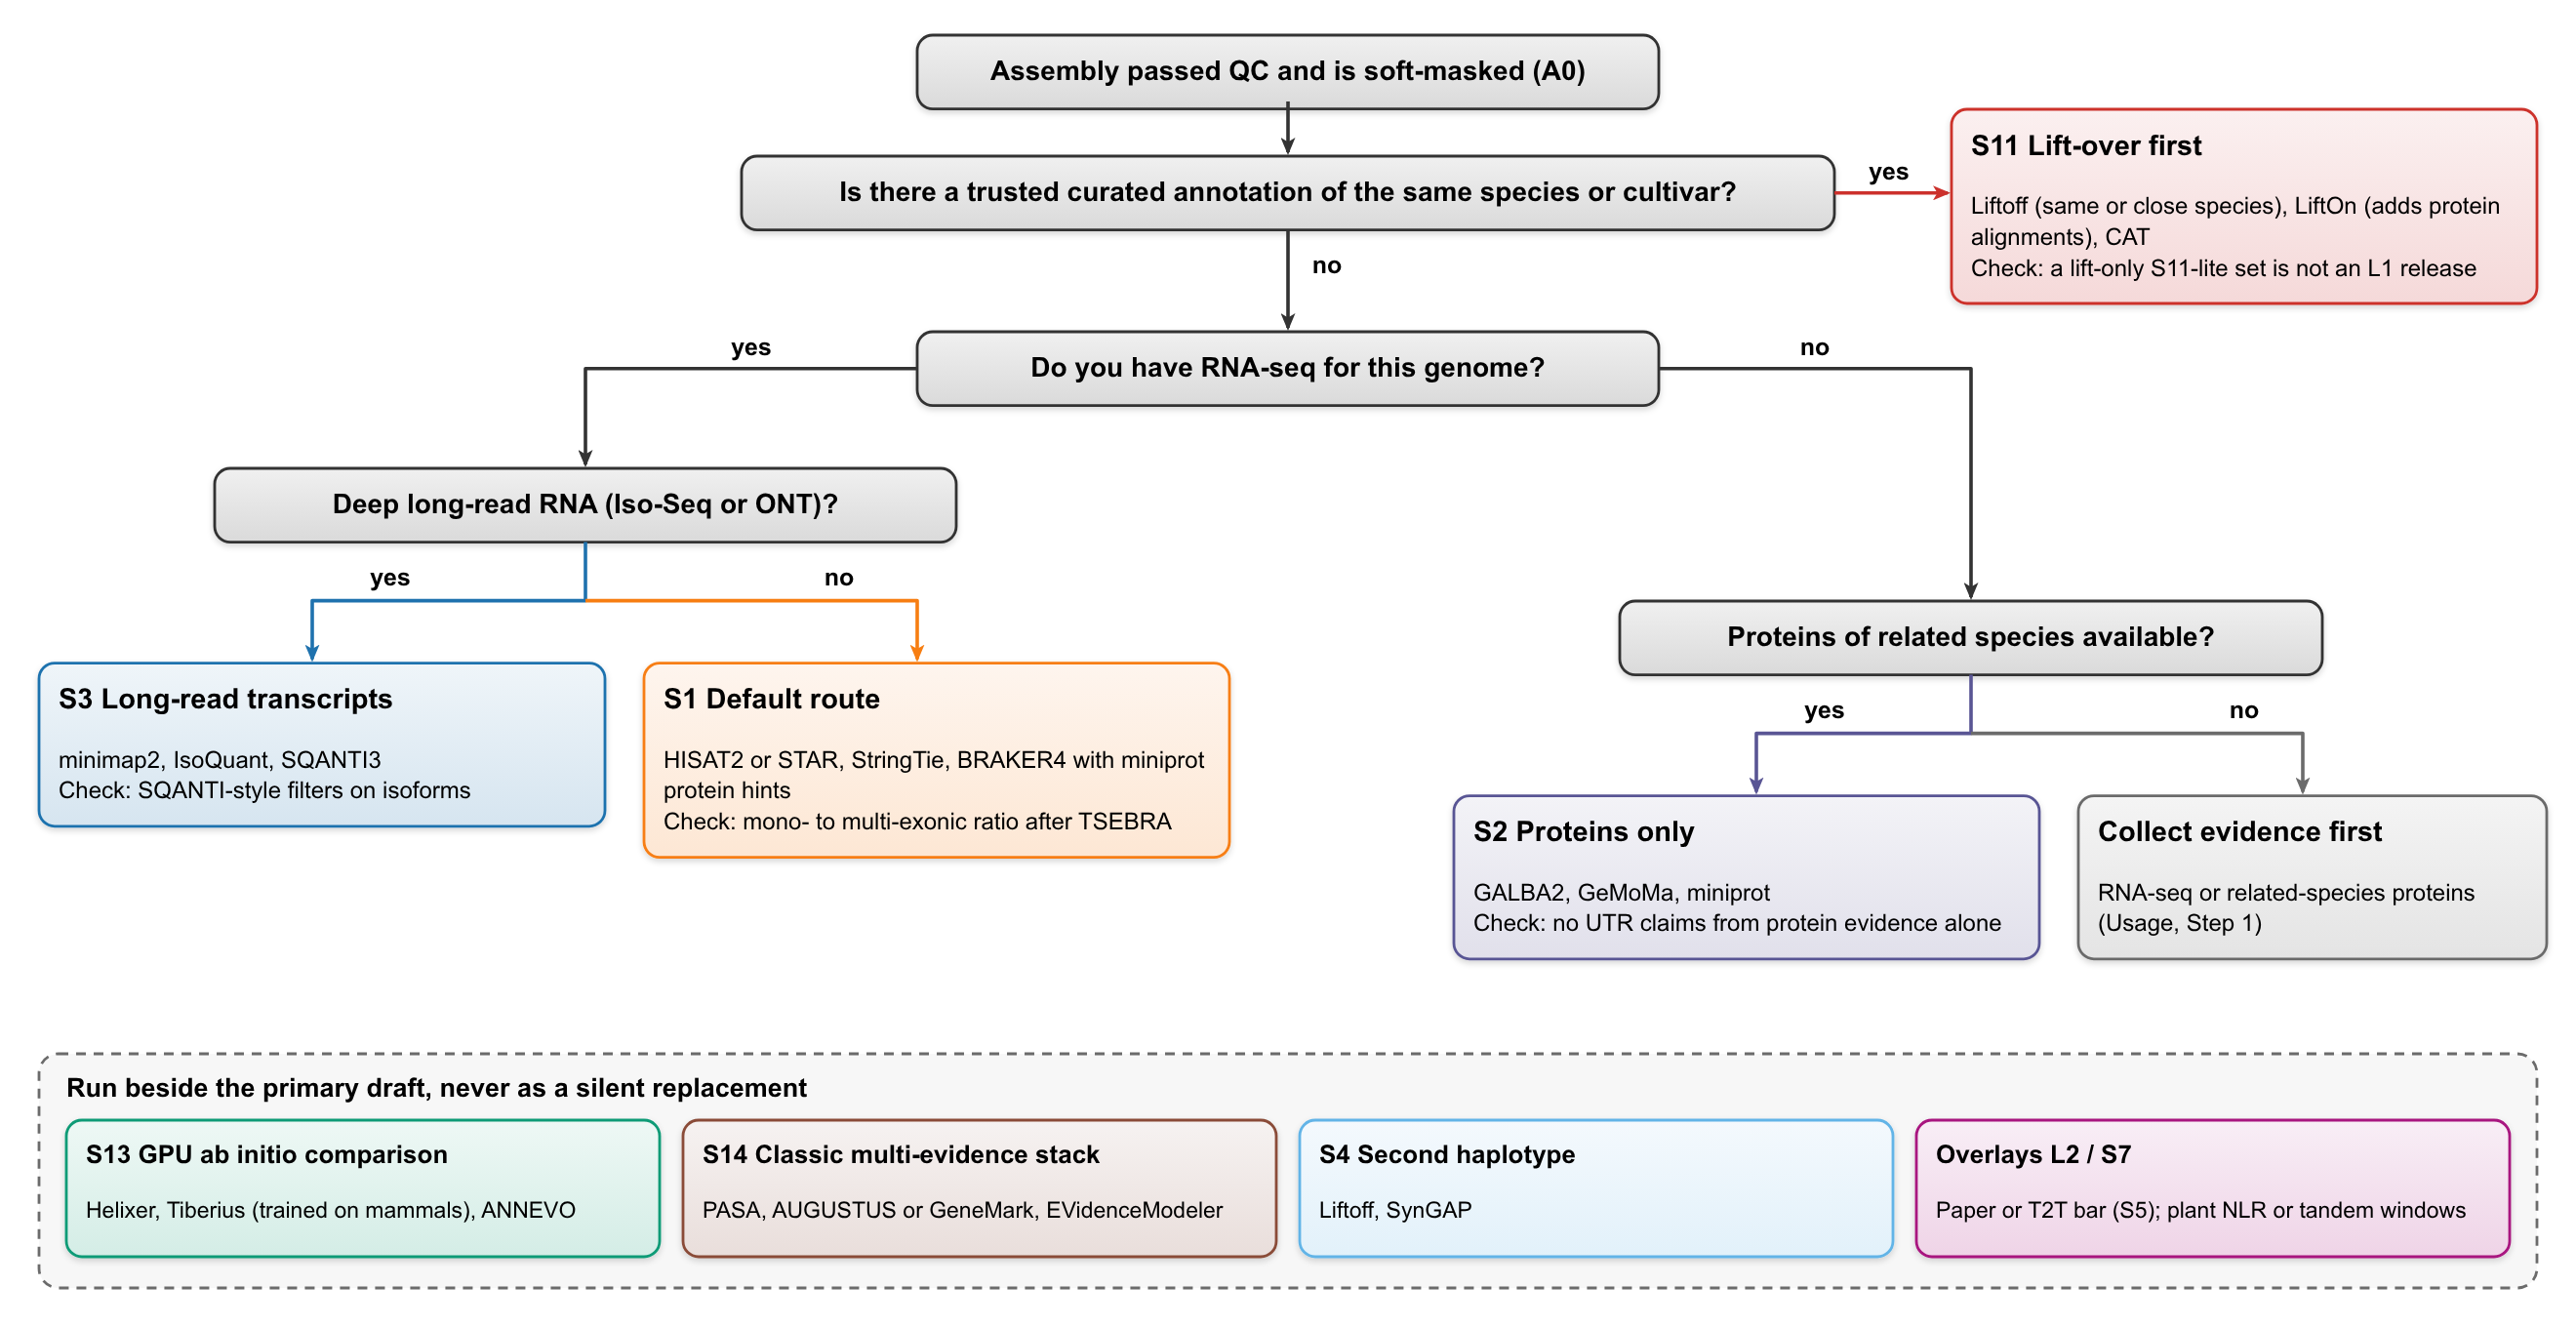 Assembly passed QC and is soft-masked (A0)
Is there a trusted curated annotation of the same species or cultivar?
yes
S11 Lift-over first
Liftoff (same or close species), LiftOn (adds protein
alignments), CAT
Check: a lift-only S11-lite set is not an L1 release
no
Do you have RNA-seq for this genome?
yes
no
Deep long-read RNA (Iso-Seq or ONT)?
yes
no
S3 Long-read transcripts
minimap2, IsoQuant, SQANTI3
Check: SQANTI-style filters on isoforms
S1 Default route
HISAT2 or STAR, StringTie, BRAKER4 with miniprot
protein hints
Check: mono- to multi-exonic ratio after TSEBRA
Proteins of related species available?
yes
no
S2 Proteins only
GALBA2, GeMoMa, miniprot
Check: no UTR claims from protein evidence alone
Collect evidence first
RNA-seq or related-species proteins
(Usage, Step 1)
Run beside the primary draft, never as a silent replacement
S13 GPU ab initio comparison
Helixer, Tiberius (trained on mammals), ANNEVO
S14 Classic multi-evidence stack
PASA, AUGUSTUS or GeneMark, EVidenceModeler
S4 Second haplotype
Liftoff, SynGAP
Overlays L2 / S7
Paper or T2T bar (S5); plant NLR or tandem windows